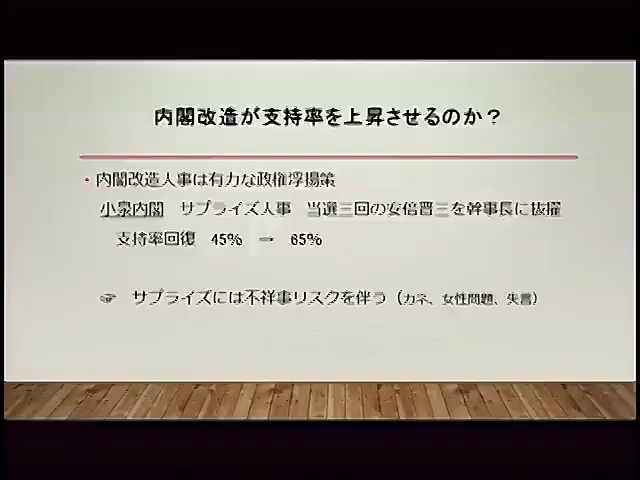 内閣改造が支持率を上昇させるのか？
・内閣改造人事は有力な政権浮揚策
小泉内閣　サプライズ人事　当選三回の安倍晋三を幹事長に抜擢
支持率回復　45%　→　65%
☞　サプライズには不祥事リスクを伴う（カネ、女性問題、失言）